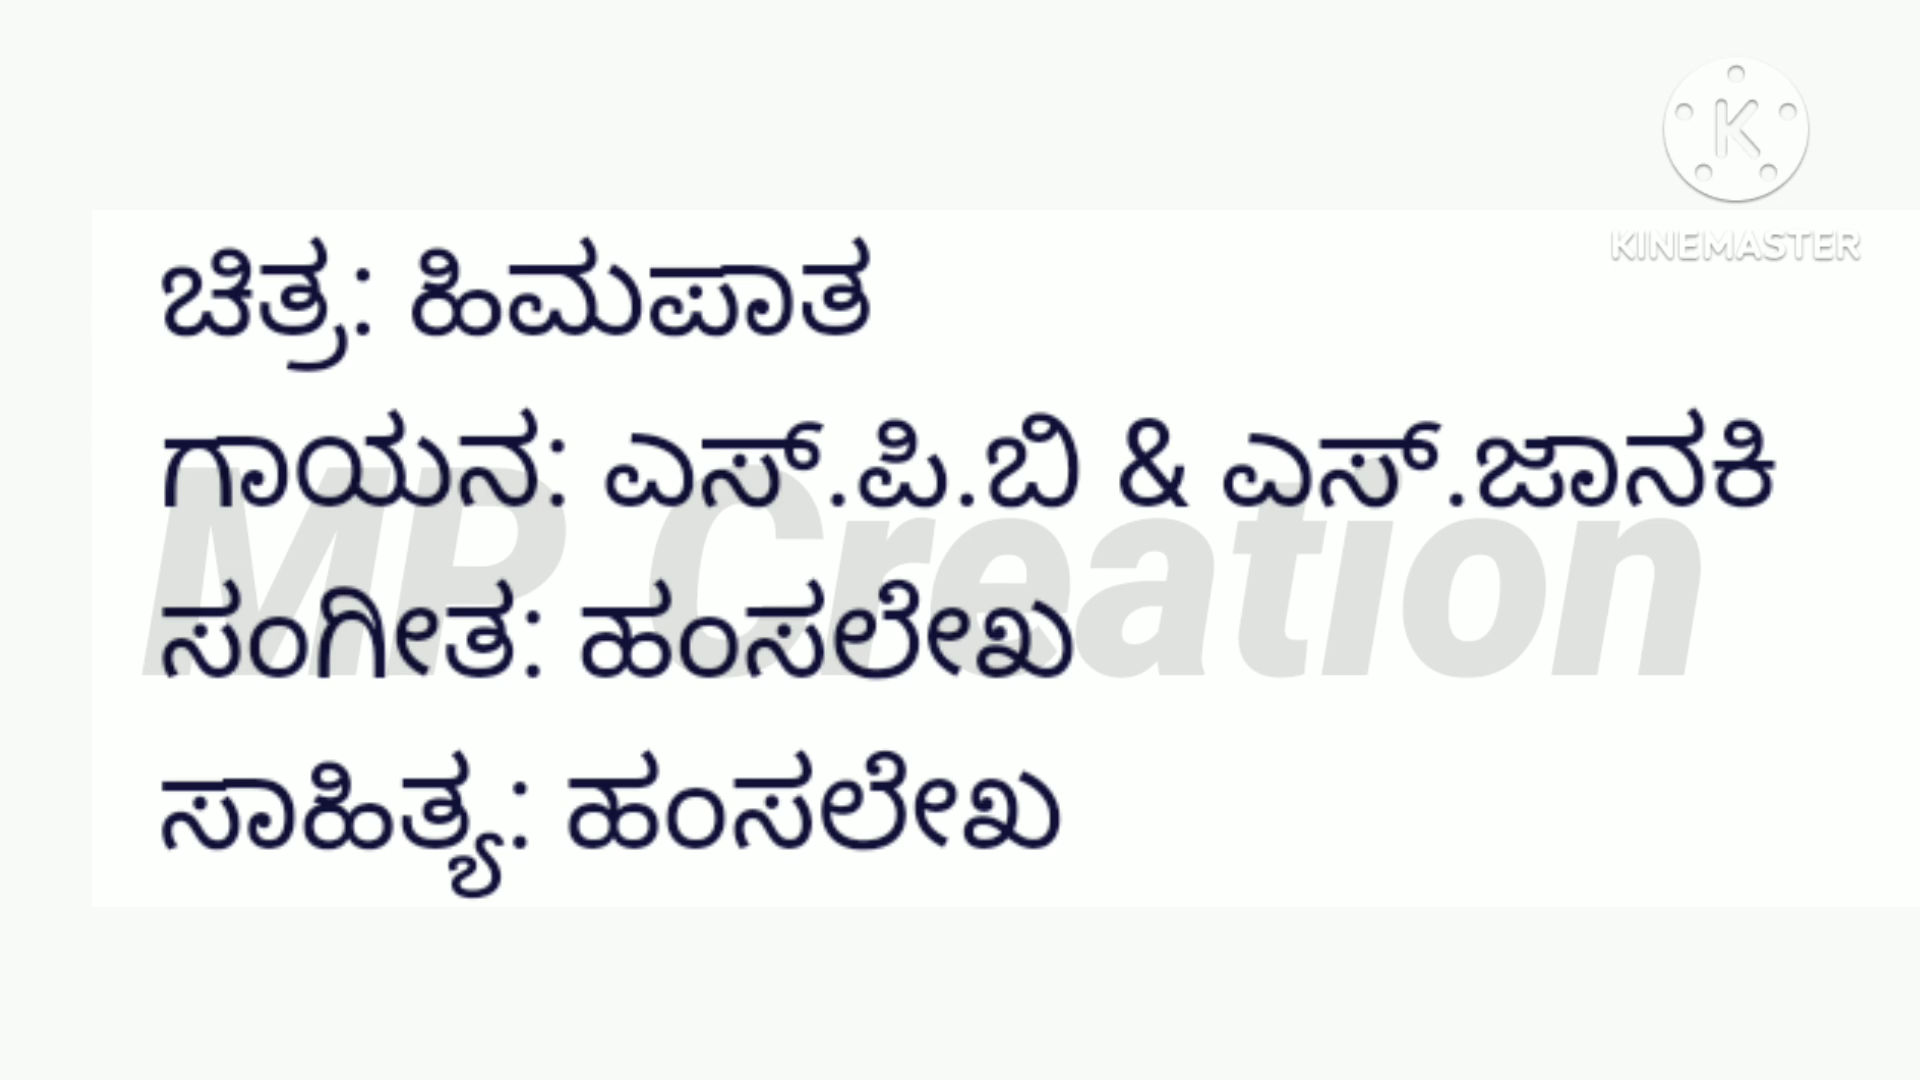 KINEMASTER
ಚಿತ್ರ: ಹಿಮಪಾತ
ಗಾಯನ: ಎಸ್.ಪಿ.ಬಿ & ಎಸ್.ಜಾನಕಿ
MP Creation
ಸಂಗೀತ: ಹಂಸಲೇಖ
ಸಾಹಿತ್ಯ: ಹಂಸಲೇಖ